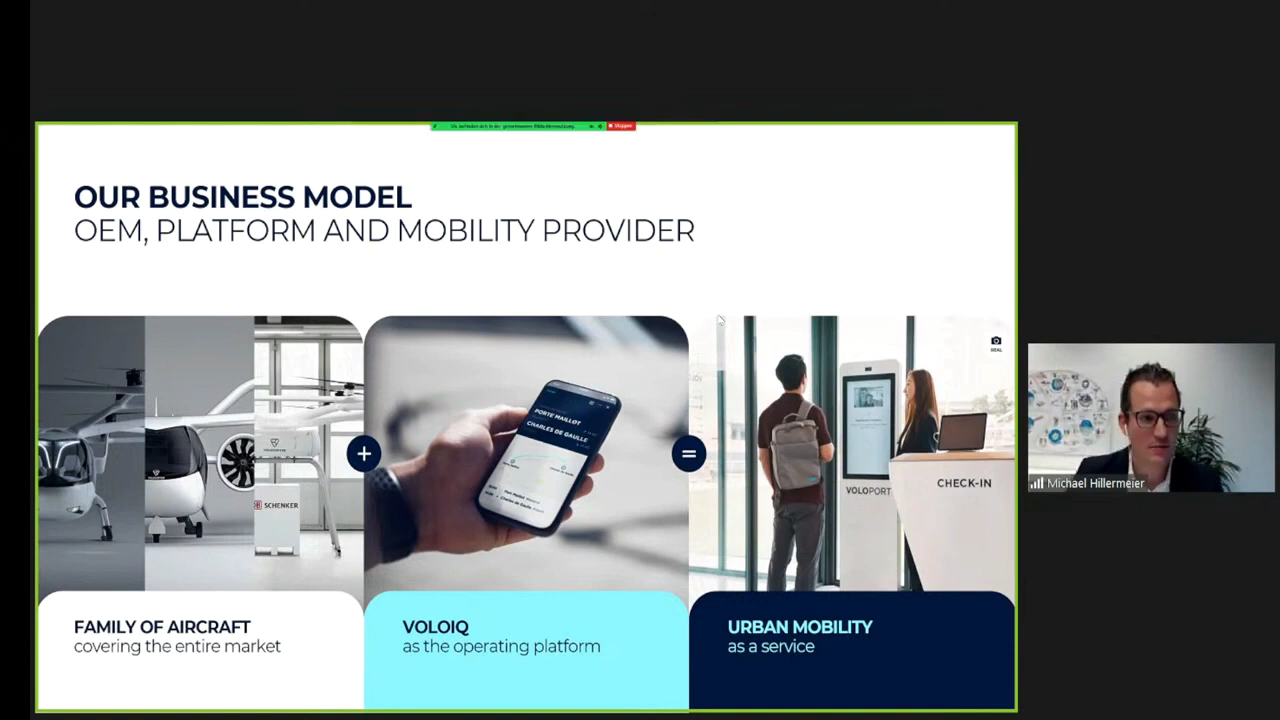 OUR BUSINESS MODEL
OEM, PLATFORM AND MOBILITY PROVIDER
REAL
SCHENKER
PORTE MAILLOT
CHARLES DE GAULLE
VOLOPORT
CHECK-IN
Michael Hillermeier
FAMILY OF AIRCRAFT
covering the entire market
VOLOIQ
as the operating platform
URBAN MOBILITY
as a service